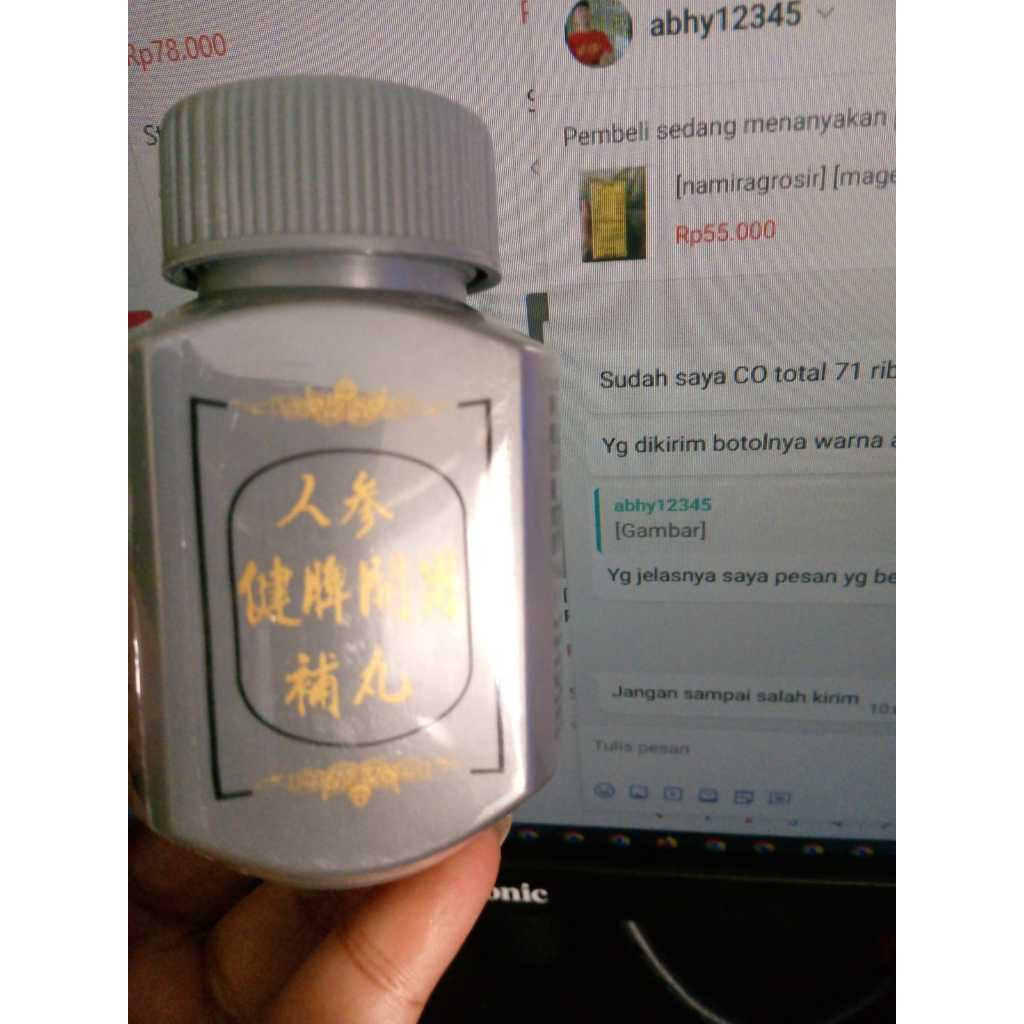 Rp78.000
abhy12345
Pembeli sedang menanyakan
[namiragrosir] [mage
Rp55.000
Sudah saya CO total 71 rib
Yg dikirim botolnya warna a
abhy12345
[Gambar]
Yg jelasnya saya pesan yg be
Jangan sampai salah kirim
Tulis pesan
人参
健脾開胃
補丸
onic